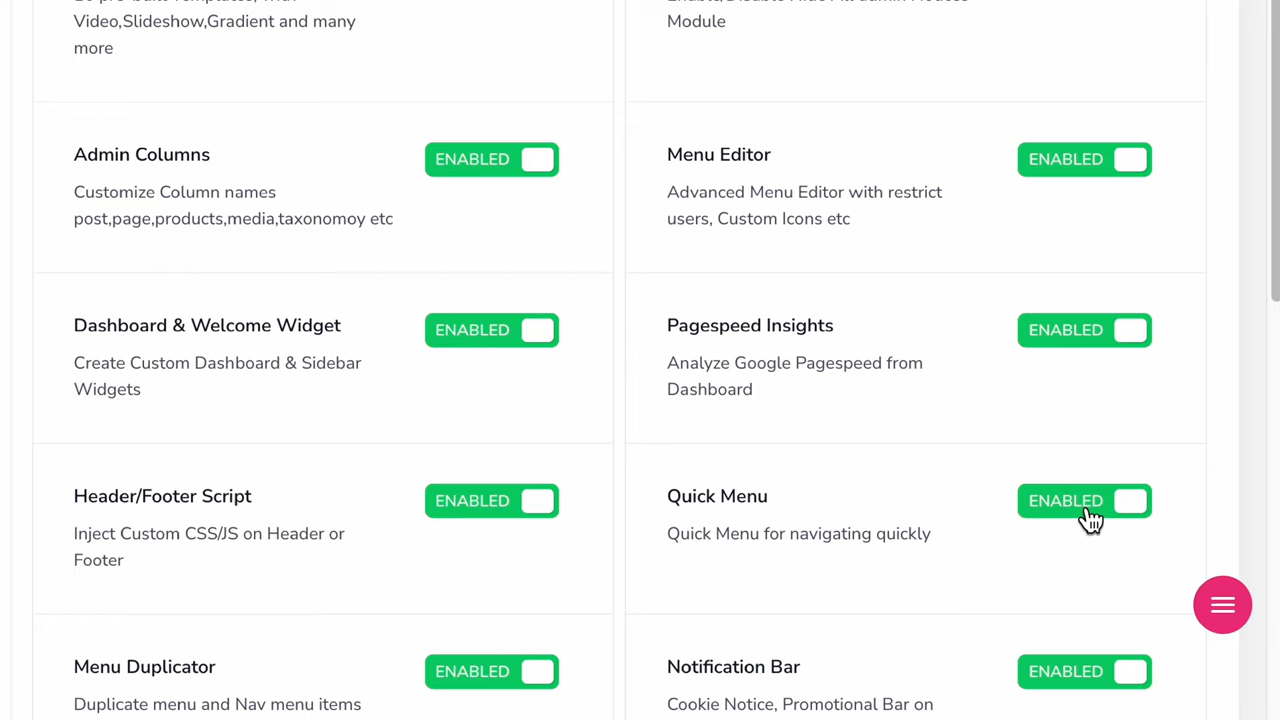 Video,Slideshow,Gradient and many
more
Module
Admin Columns
ENABLED
Customize Column names
post,page,products,media,taxonomoy etc
Menu Editor
ENABLED
Advanced Menu Editor with restrict
users, Custom Icons etc
Dashboard & Welcome Widget
ENABLED
Create Custom Dashboard & Sidebar
Widgets
Pagespeed Insights
ENABLED
Analyze Google Pagespeed from
Dashboard
Header/Footer Script
ENABLED
Inject Custom CSS/JS on Header or
Footer
Quick Menu
ENABLED
Quick Menu for navigating quickly
Menu Duplicator
ENABLED
Duplicate menu and Nav menu items
Notification Bar
ENABLED
Cookie Notice, Promotional Bar on